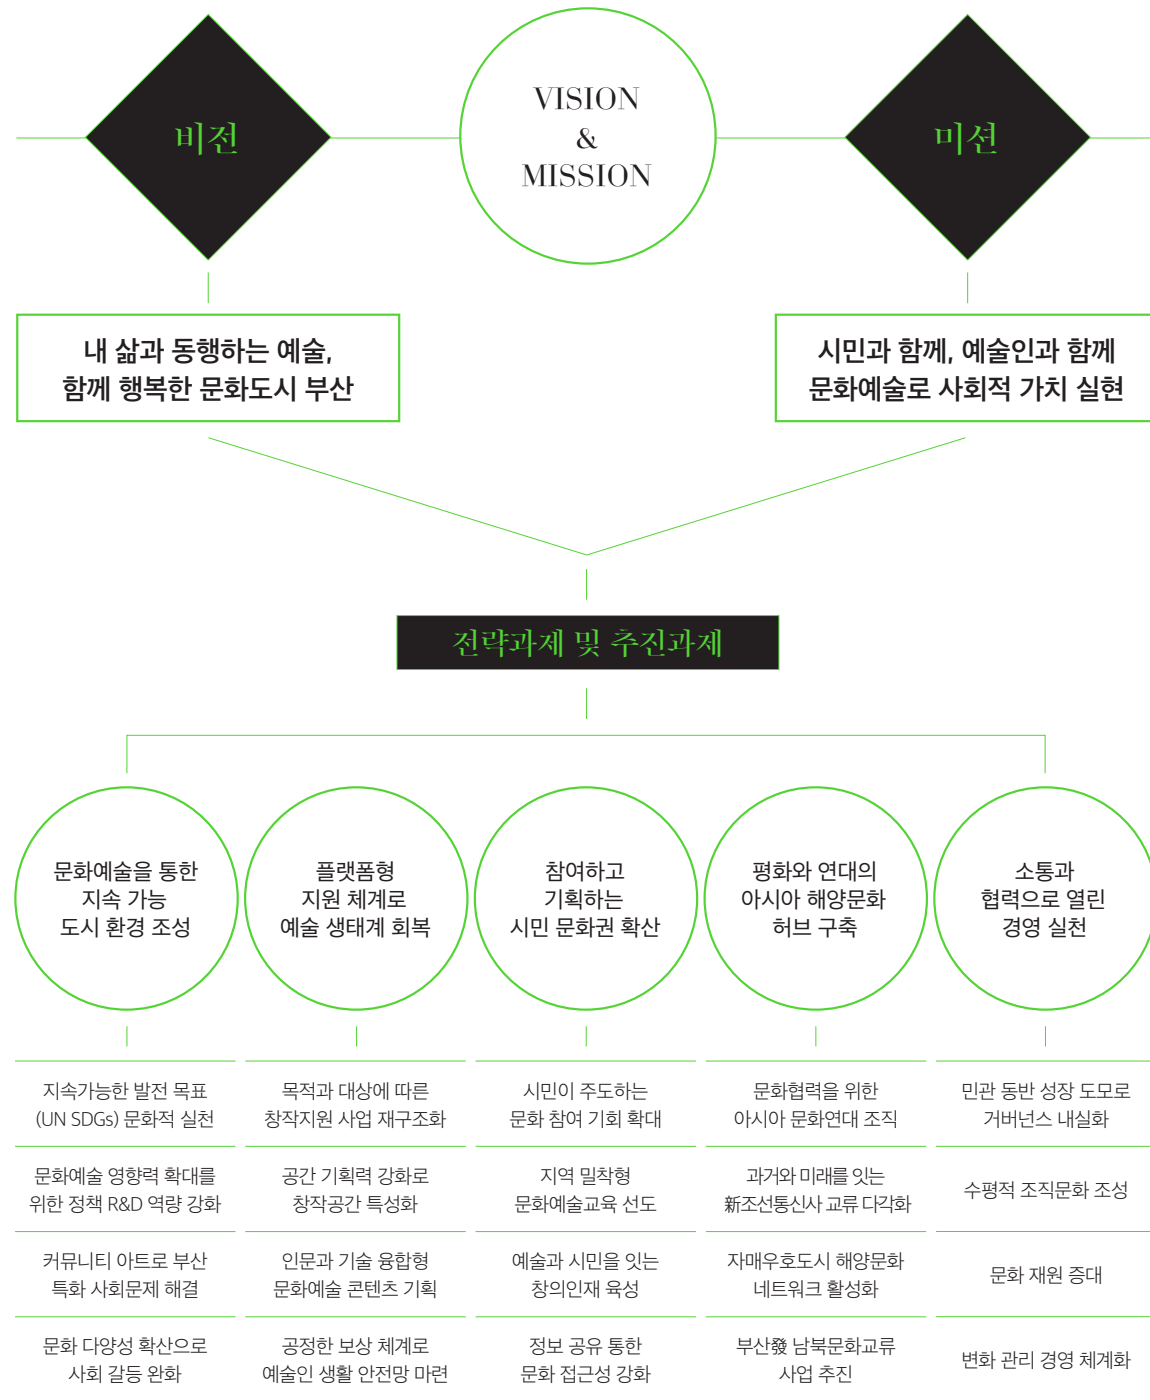 비전
VISION
&
MISSION
미션
내 삶과 동행하는 예술,
함께 행복한 문화도시 부산
시민과 함께, 예술인과 함께
문화예술로 사회적 가치 실현
전략과제 및 추진과제
문화예술을 통한
지속 가능
도시 환경 조성
플랫폼형
지원 체계로
예술 생태계 회복
참여하고
기획하는
시민 문화권 확산
평화와 연대의
아시아 해양문화
허브 구축
소통과
협력으로 열린
경영 실천
지속가능한 발전 목표
(UN SDGs) 문화적 실천
문화예술 영향력 확대를
위한 정책 R&D 역량 강화
커뮤니티 아트로 부산
특화 사회문제 해결
문화 다양성 확산으로
사회 갈등 완화
목적과 대상에 따른
창작지원 사업 재구조화
공간 기획력 강화로
창작공간 특성화
인문과 기술 융합형
문화예술 콘텐츠 기획
공정한 보상 체계로
예술인 생활 안전망 마련
시민이 주도하는
문화 참여 기회 확대
지역 밀착형
문화예술교육 선도
예술과 시민을 잇는
창의인재 육성
정보 공유 통한
문화 접근성 강화
문화협력을 위한
아시아 문화연대 조직
과거와 미래를 잇는
新조선통신사 교류 다각화
자매우호도시 해양문화
네트워크 활성화
부산發 남북문화교류
사업 추진
민관 동반 성장 도모로
거버넌스 내실화
수평적 조직문화 조성
문화 재원 증대
변화 관리 경영 체계화